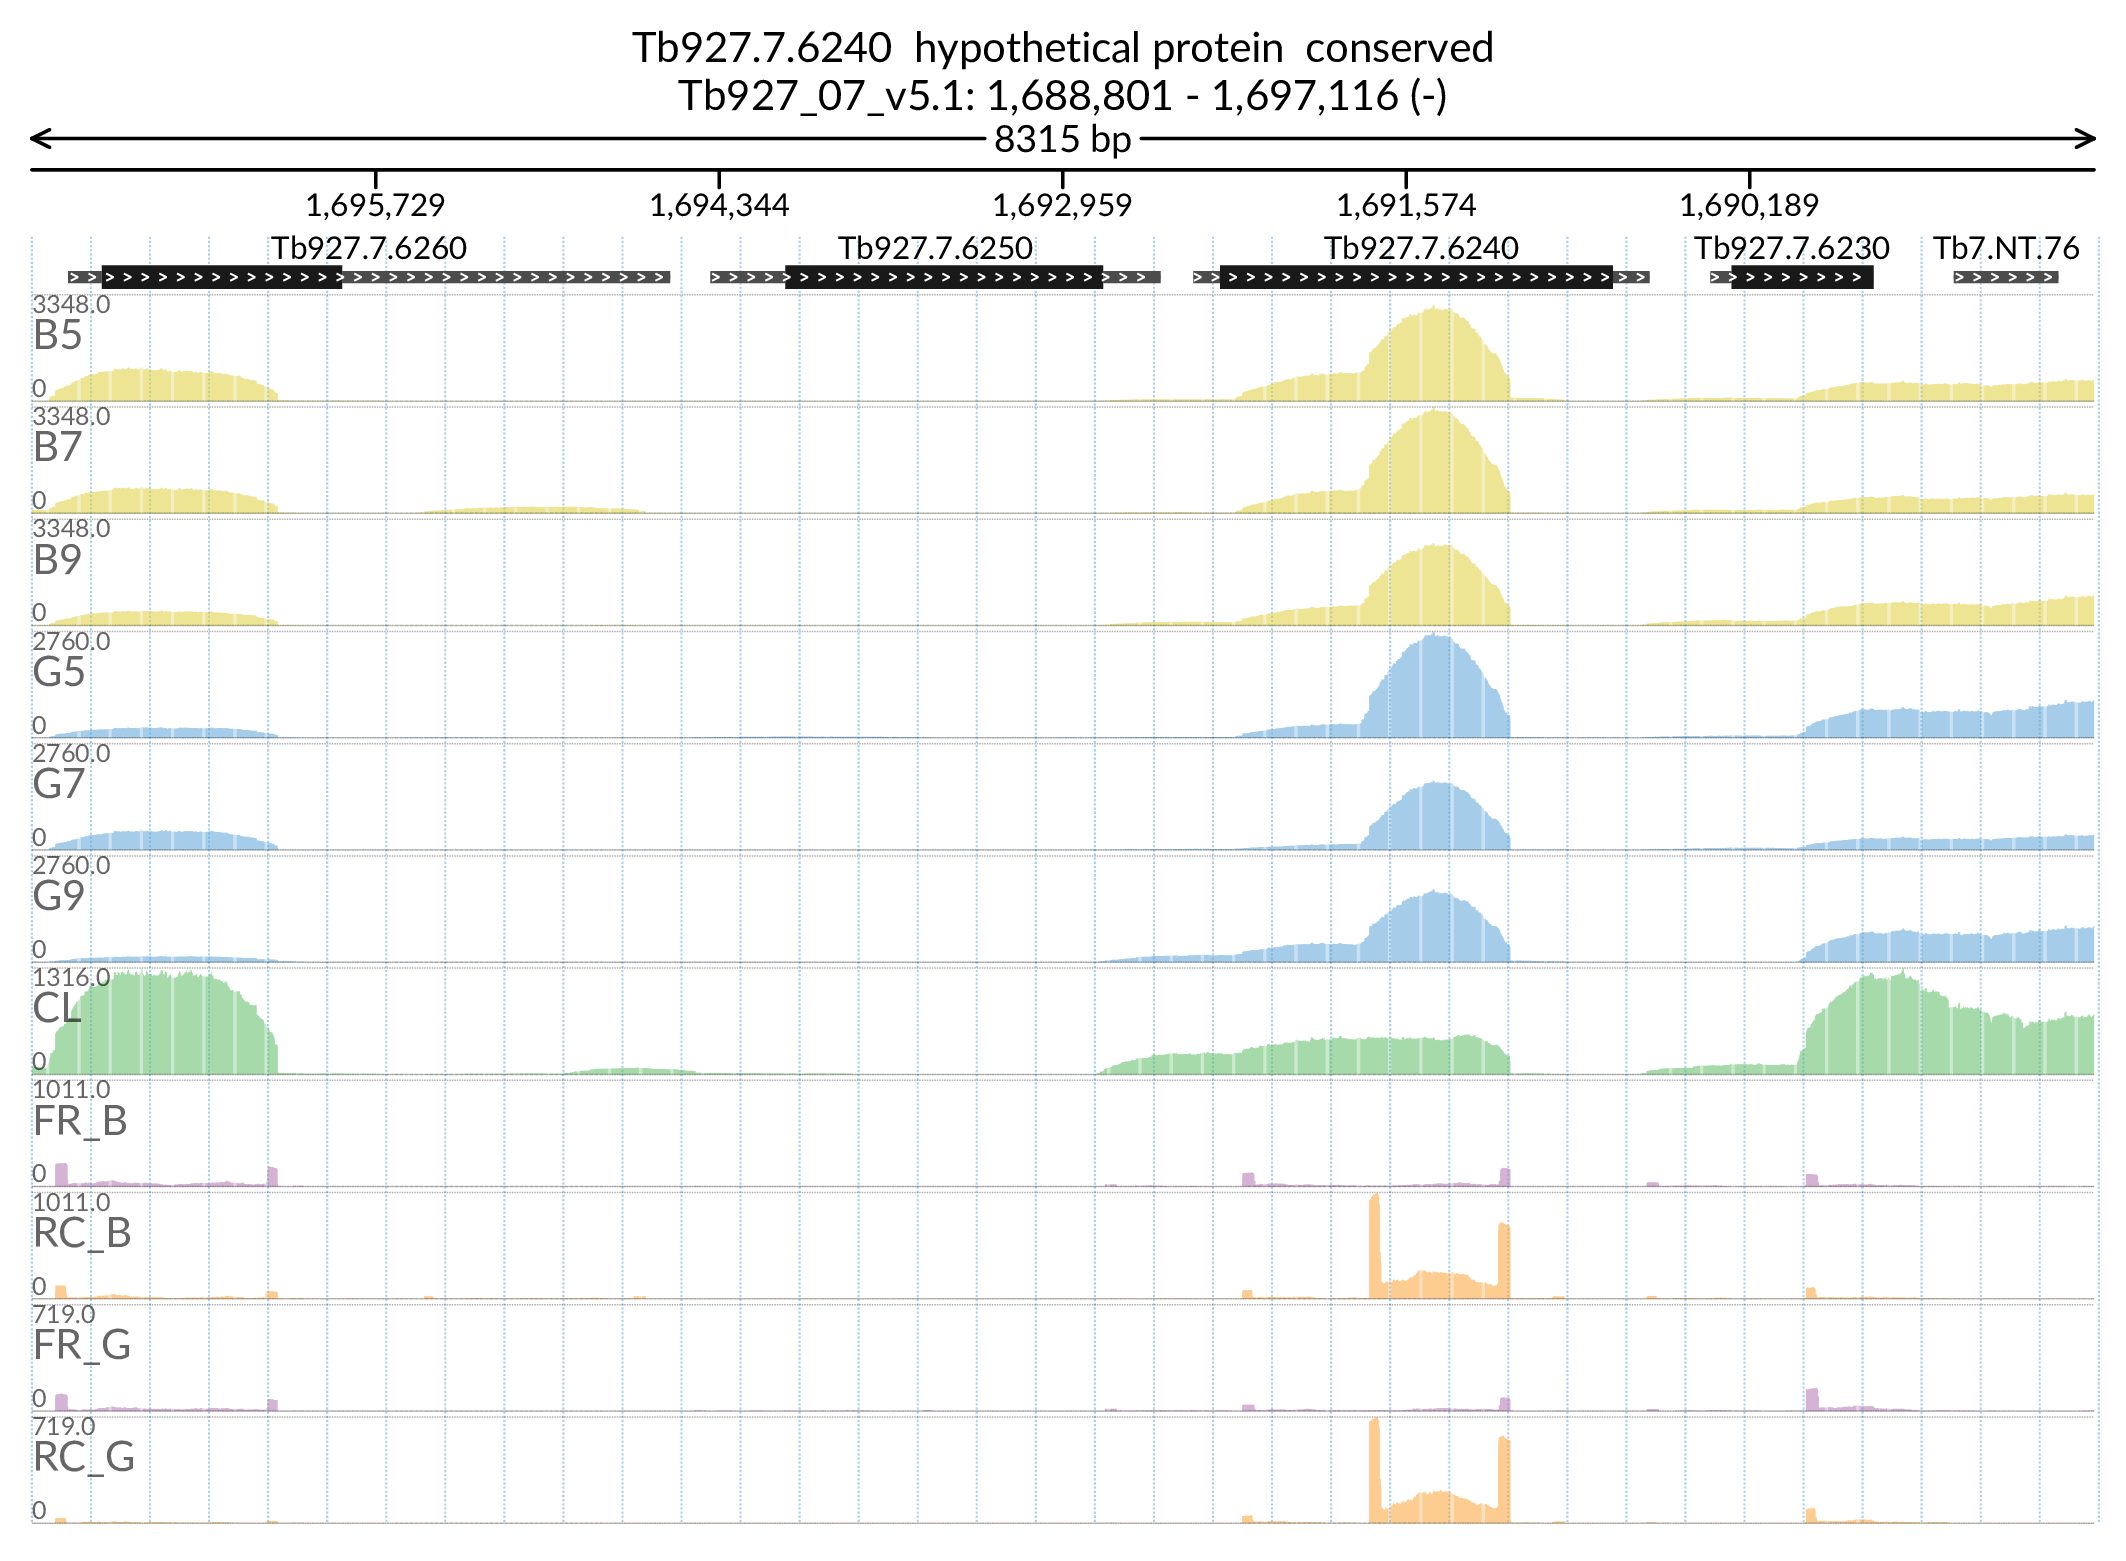 Tb927.7.6240 hypothetical protein conserved
Tb927_07_v5.1: 1,688,801 - 1,697,116 (-)
8315 bp
1,695,729 1,694,344 1,692,959 1,691,574 1,690,189
Tb927.7.6260 Tb927.7.6250 Tb927.7.6240 Tb927.7.6230 Tb7.NT.76
3348.0
B5
0
3348.0
B7
0
3348.0
B9
0
2760.0
G5
0
2760.0
G7
0
2760.0
G9
0
1316.0
CL
0
1011.0
FR_B
0
1011.0
RC_B
0
719.0
FR_G
0
719.0
RC_G
0